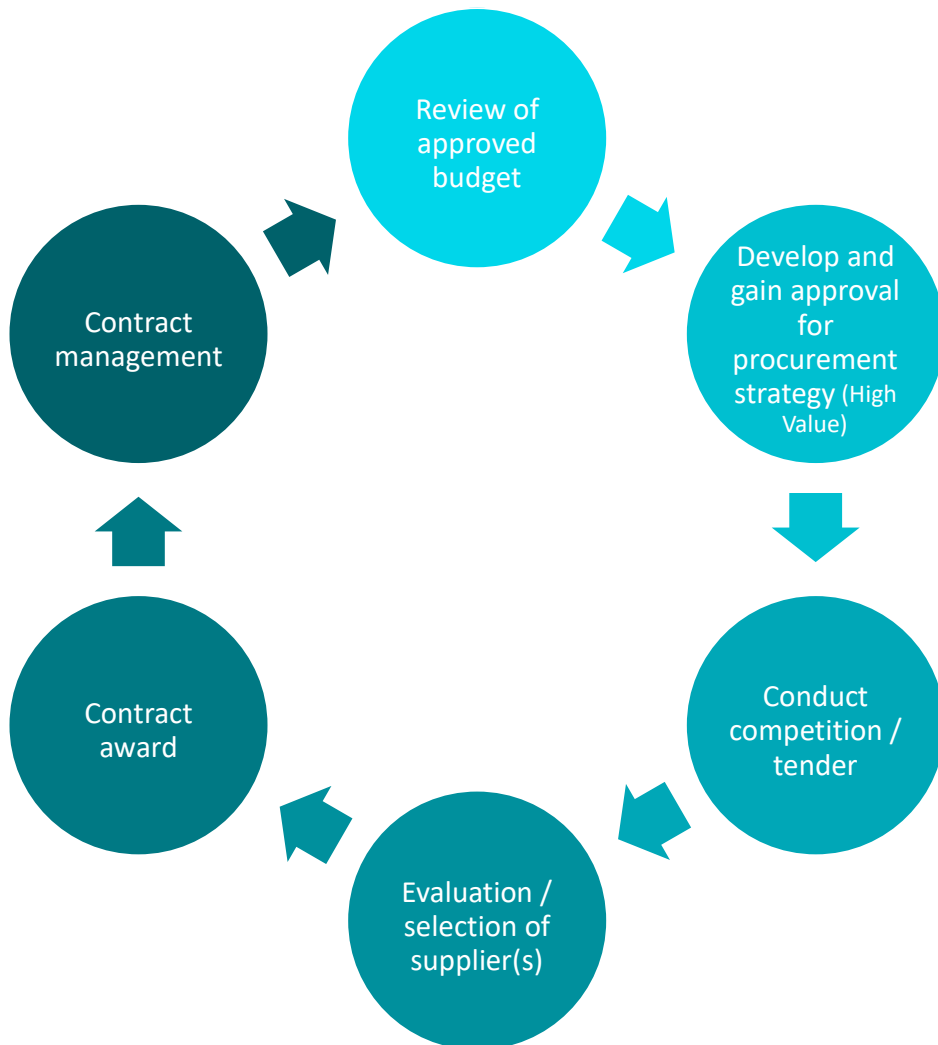 Review of
approved
budget
Develop and
gain approval
for
procurement
strategy (High
Value)
Conduct
competition /
tender
Evaluation /
selection of
supplier(s)
Contract
award
Contract
management